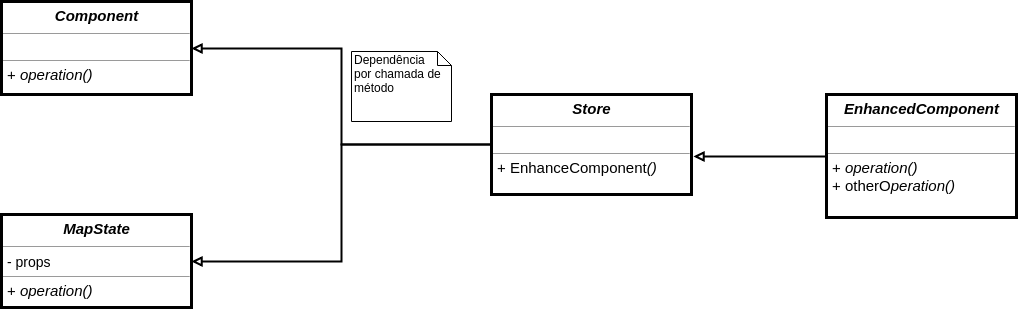 Component
+ operation()
Dependência
por chamada de
método
Store
+ EnhanceComponent()
EnhancedComponent
+ operation()
+ otherOperation()
MapState
- props
+ operation()